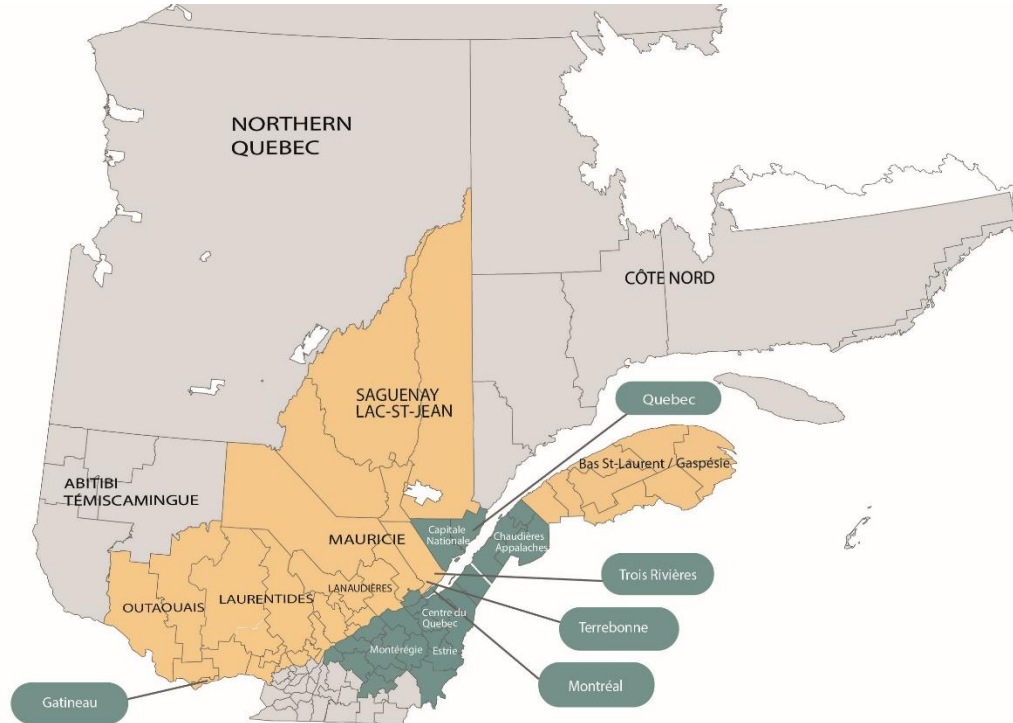 NORTHERN
QUEBEC
CÔTE NORD
SAGUENAY
LAC-ST-JEAN
Quebec
Bas St-Laurent / Gaspésie
ABITIBI
TÉMISCAMINGUE
Capitale
Nationale
Chaudières
Appalaches
MAURICIE
Trois Rivières
LANAUDIÈRES
LAURENTIDES
OUTAOUAIS
Centre du
Quebec
Terrebonne
Montérégie
Estrie
Montréal
Gatineau